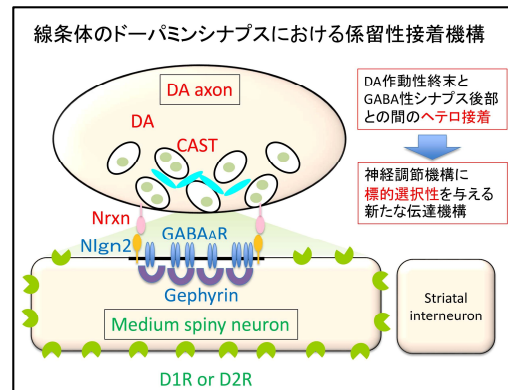 線条体のドーパミンシナプスにおける係留性接着機構
DA axon
DA
CAST
Nrxn
Nlgn2
GABAAR
Gephyrin
Medium spiny neuron
D1R or D2R
DA作動性終末と
GABA性シナプス後部
との間のヘテロ接着
神経調節機構に
標的選択性を与える
新たな伝達機構
Striatal
interneuron